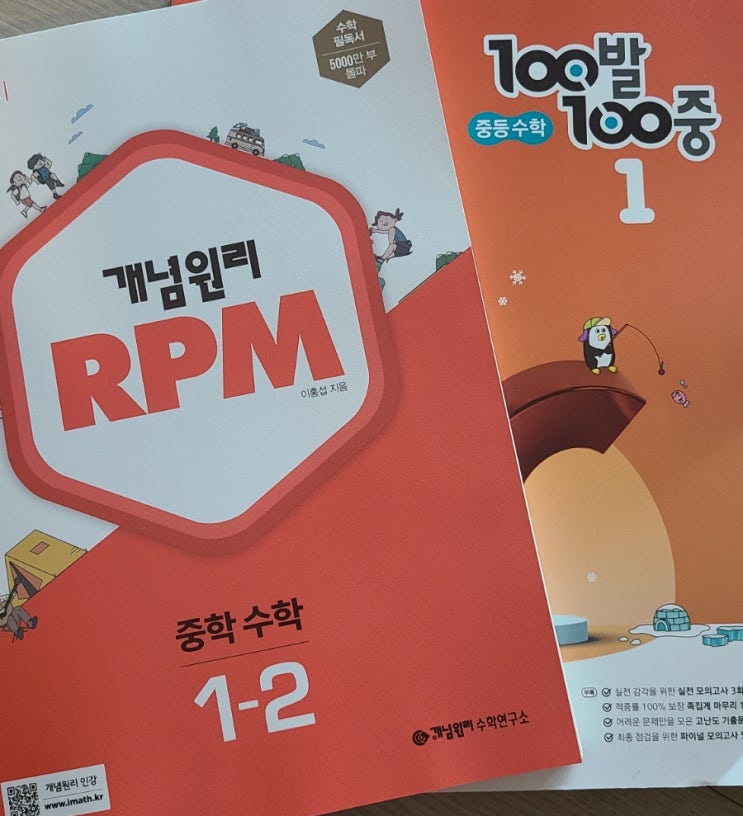 수학
필독서
5000만 부
돌파
개념원리
RPM
이홍섭 지음
중학 수학
1-2
개념원리 수학연구소
개념원리 인강
www.imath.kr
100발
100중
중등 수학
1
부록
실전 감각을 위한 실전 모의고사 3회
적중률 100% 보장 족집게 마무리
어려운 문제만을 모은 고난도 기출문
최종 점검을 위한 파이널 모의고사